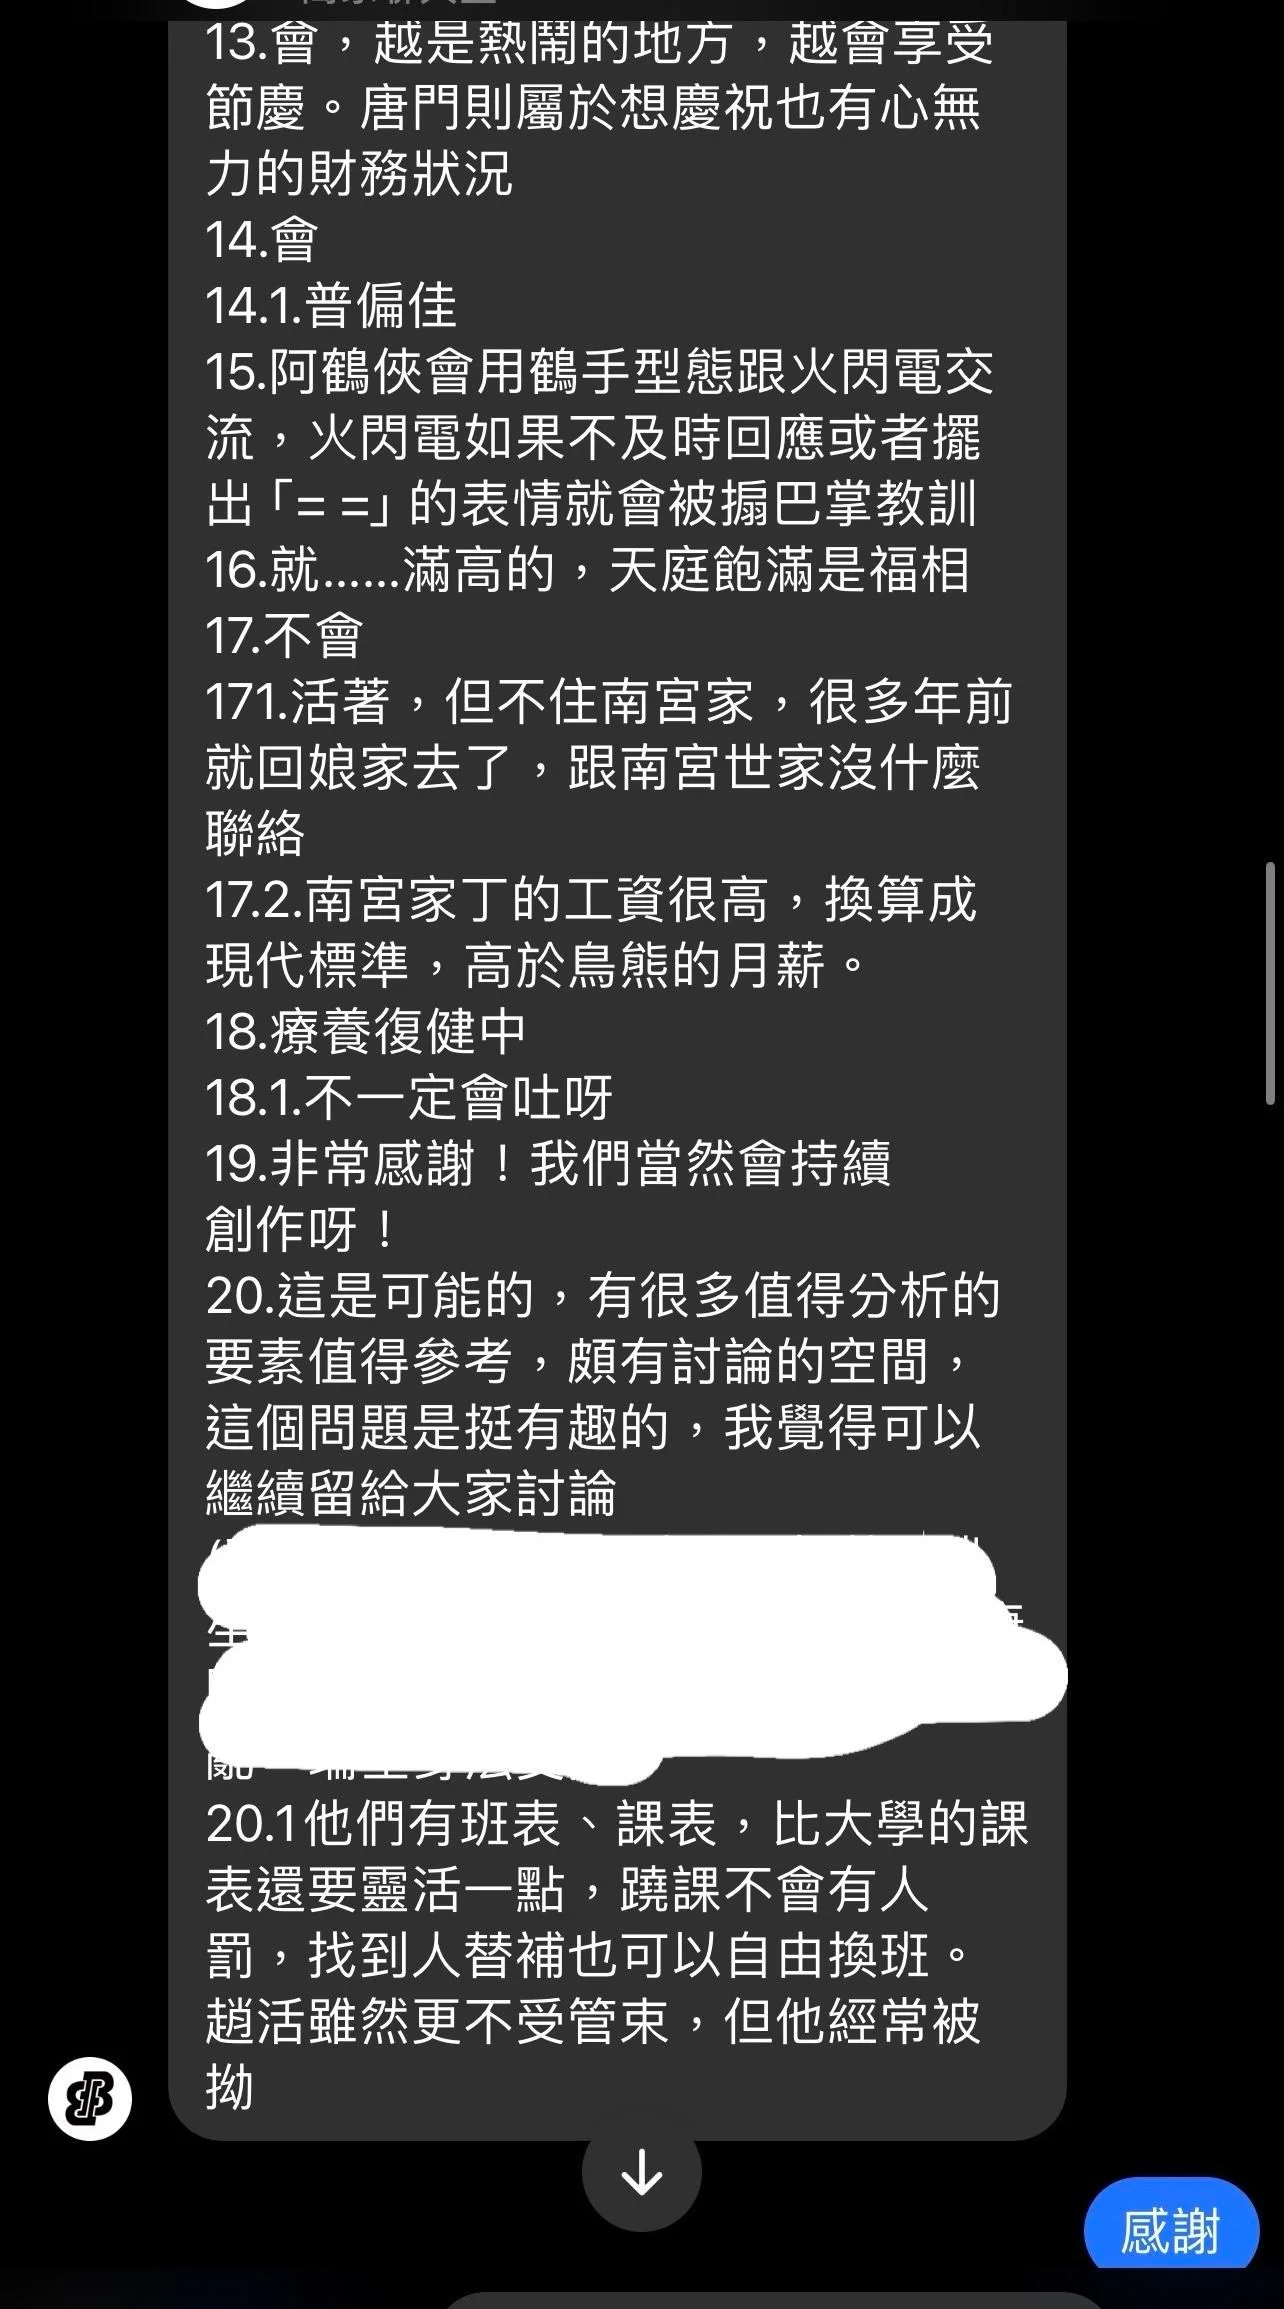 13.會，越是熱鬧的地方，越會享受
節慶。唐門則屬於想慶祝也有心無
力的財務狀況
14.會
14.1.普偏佳
15.阿鶴俠會用鶴手型態跟火閃電交
流，火閃電如果不及時回應或者擺
出「= =」的表情就會被搧巴掌教訓
16.就......滿高的，天庭飽滿是福相
17.不會
171.活著，但不住南宮家，很多年前
就回娘家去了，跟南宮世家沒什麼
聯絡
17.2.南宮家丁的工資很高，換算成
現代標準，高於鳥熊的月薪。
18.療養復健中
18.1.不一定會吐呀
19.非常感謝！我們當然會持續
創作呀！
20.這是可能的，有很多值得分析的
要素值得參考，頗有討論的空間，
這個問題是挺有趣的，我覺得可以
繼續留給大家討論
20.1他們有班表、課表，比大學的課
表還要靈活一點，蹺課不會有人
罰，找到人替補也可以自由換班。
趙活雖然更不受管束，但他經常被
拗
感謝